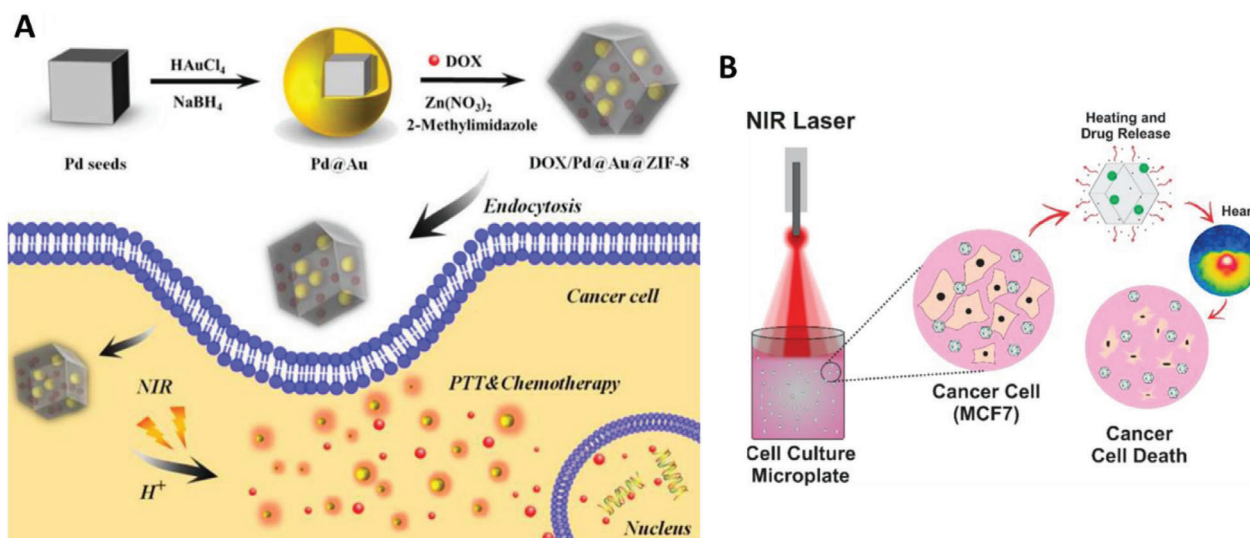 A
HAuCl4
NaBH4
DOX
Zn(NO3)2
2-Methylimidazole
Pd seeds
Pd@Au
DOX/Pd@Au@ZIF-8
Endocytosis
Cancer cell
NIR
PTT&Chemotherapy
H+
Nucleus
B
NIR Laser
Heating and
Drug Release
Hear
Cancer Cell
(MCF7)
Cell Culture
Microplate
Cancer
Cell Death